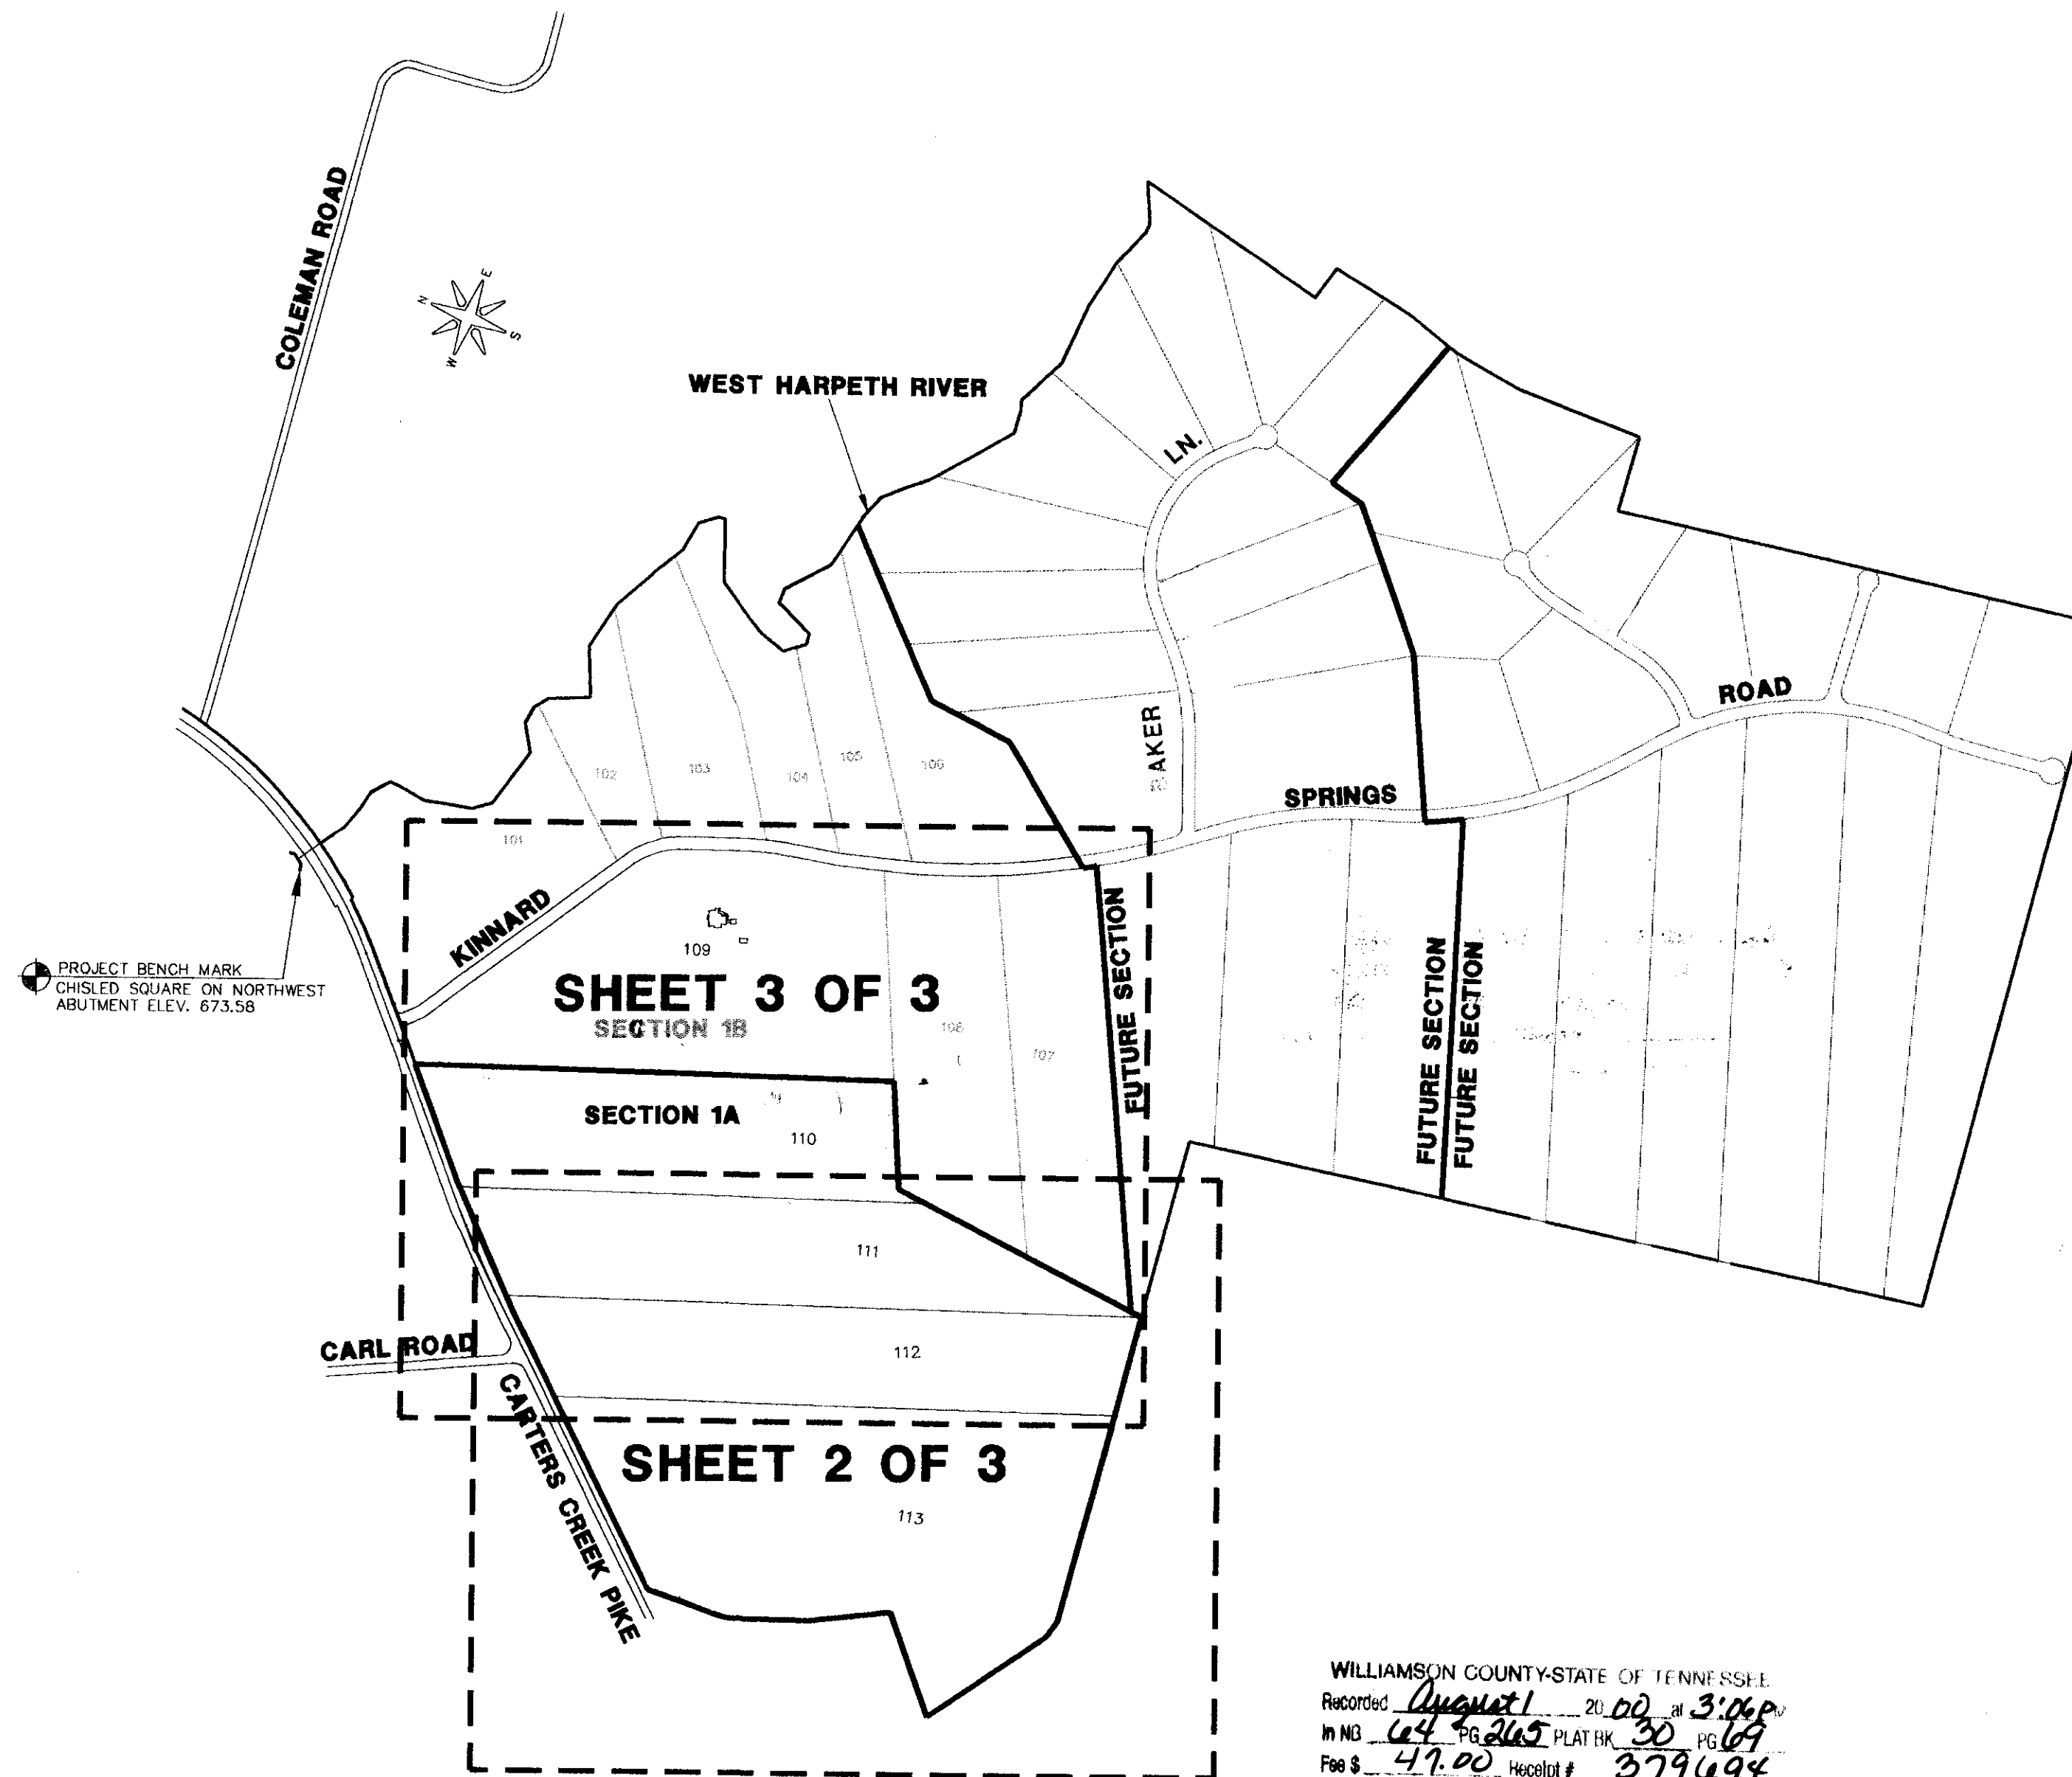 COLEMAN ROAD
N
E
S
W
WEST HARPETH RIVER
LN.
BAKER
ROAD
SPRINGS
102
103
104
105
106
101
KINNARD
109
PROJECT BENCH MARK
CHISLED SQUARE ON NORTHWEST
ABUTMENT ELEV. 673.58
SHEET 3 OF 3
SECTION 1B
108
107
FUTURE SECTION
FUTURE SECTION
FUTURE SECTION
SECTION 1A
110
111
CARL ROAD
112
CARTERS CREEK PIKE
SHEET 2 OF 3
113
WILLIAMSON COUNTY-STATE OF TENNESSEE
Recorded August 1 2000 at 3:06 P
In NB 64 PG 265 PLAT BK 30 PG 69
Fee $ 47.00 Receipt # 379694